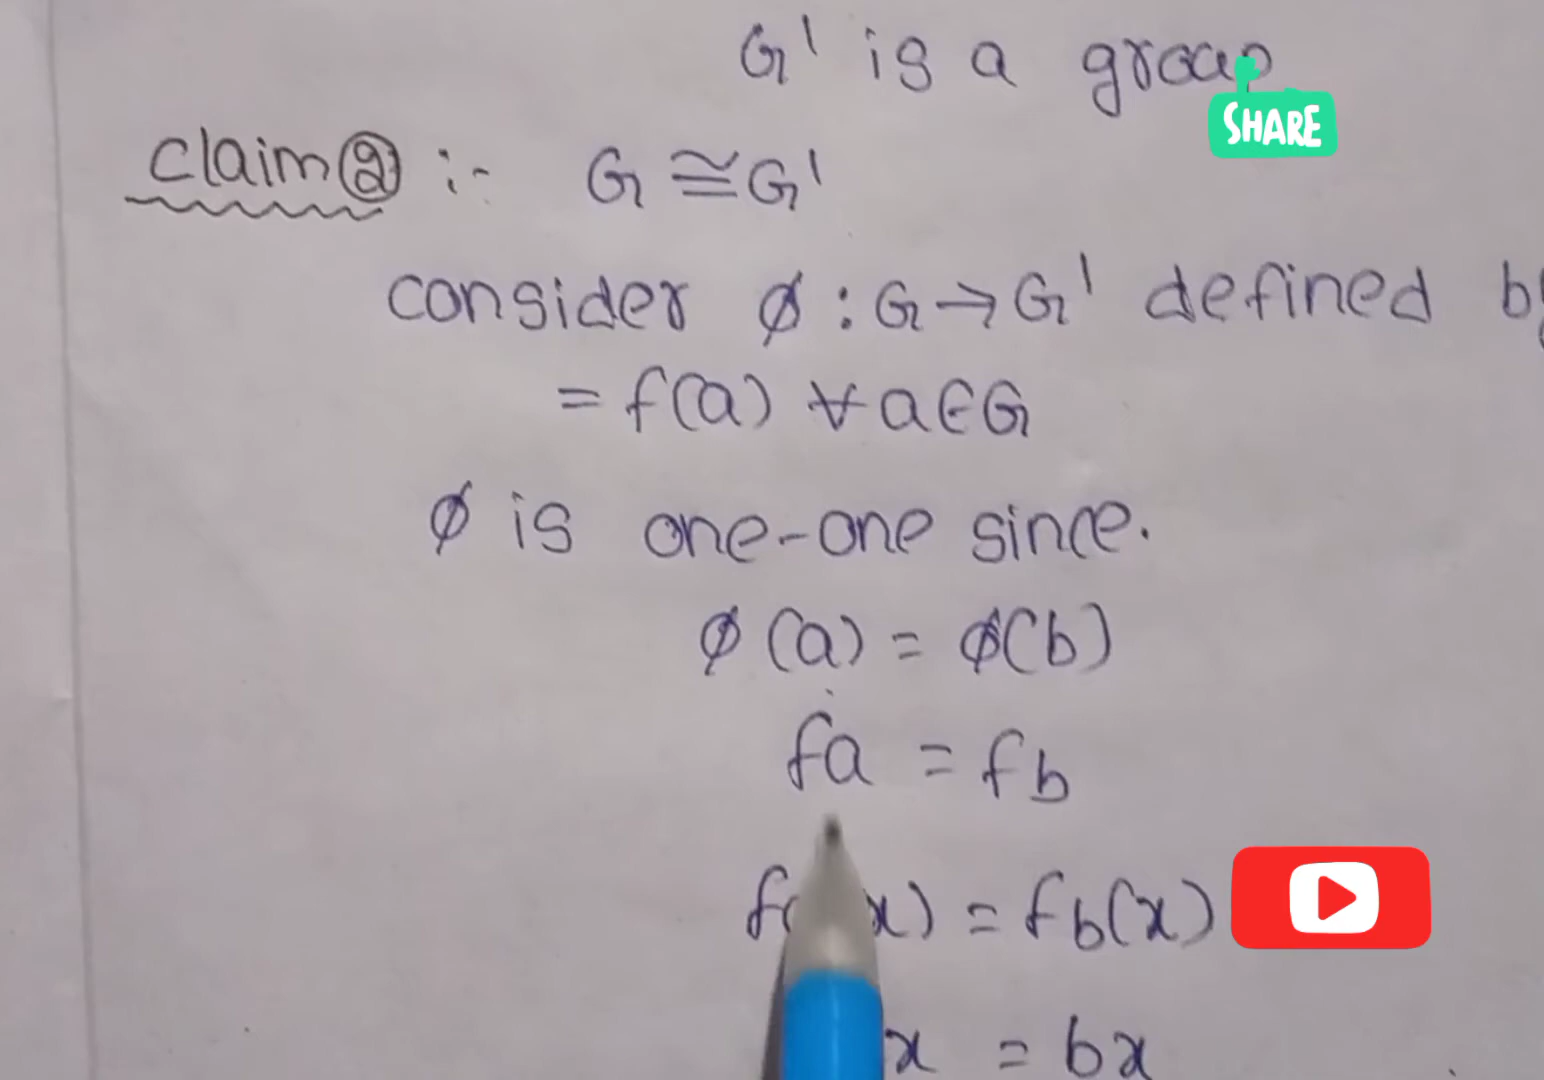 G' is a group
SHARE
Claim② :- G ≅ G'
consider ϕ : G → G' defined
= f(a) ∀ a ∈ G
ϕ is one-one since.
ϕ(a) = ϕ(b)
fa = fb
x) = fb(x)
x = bx